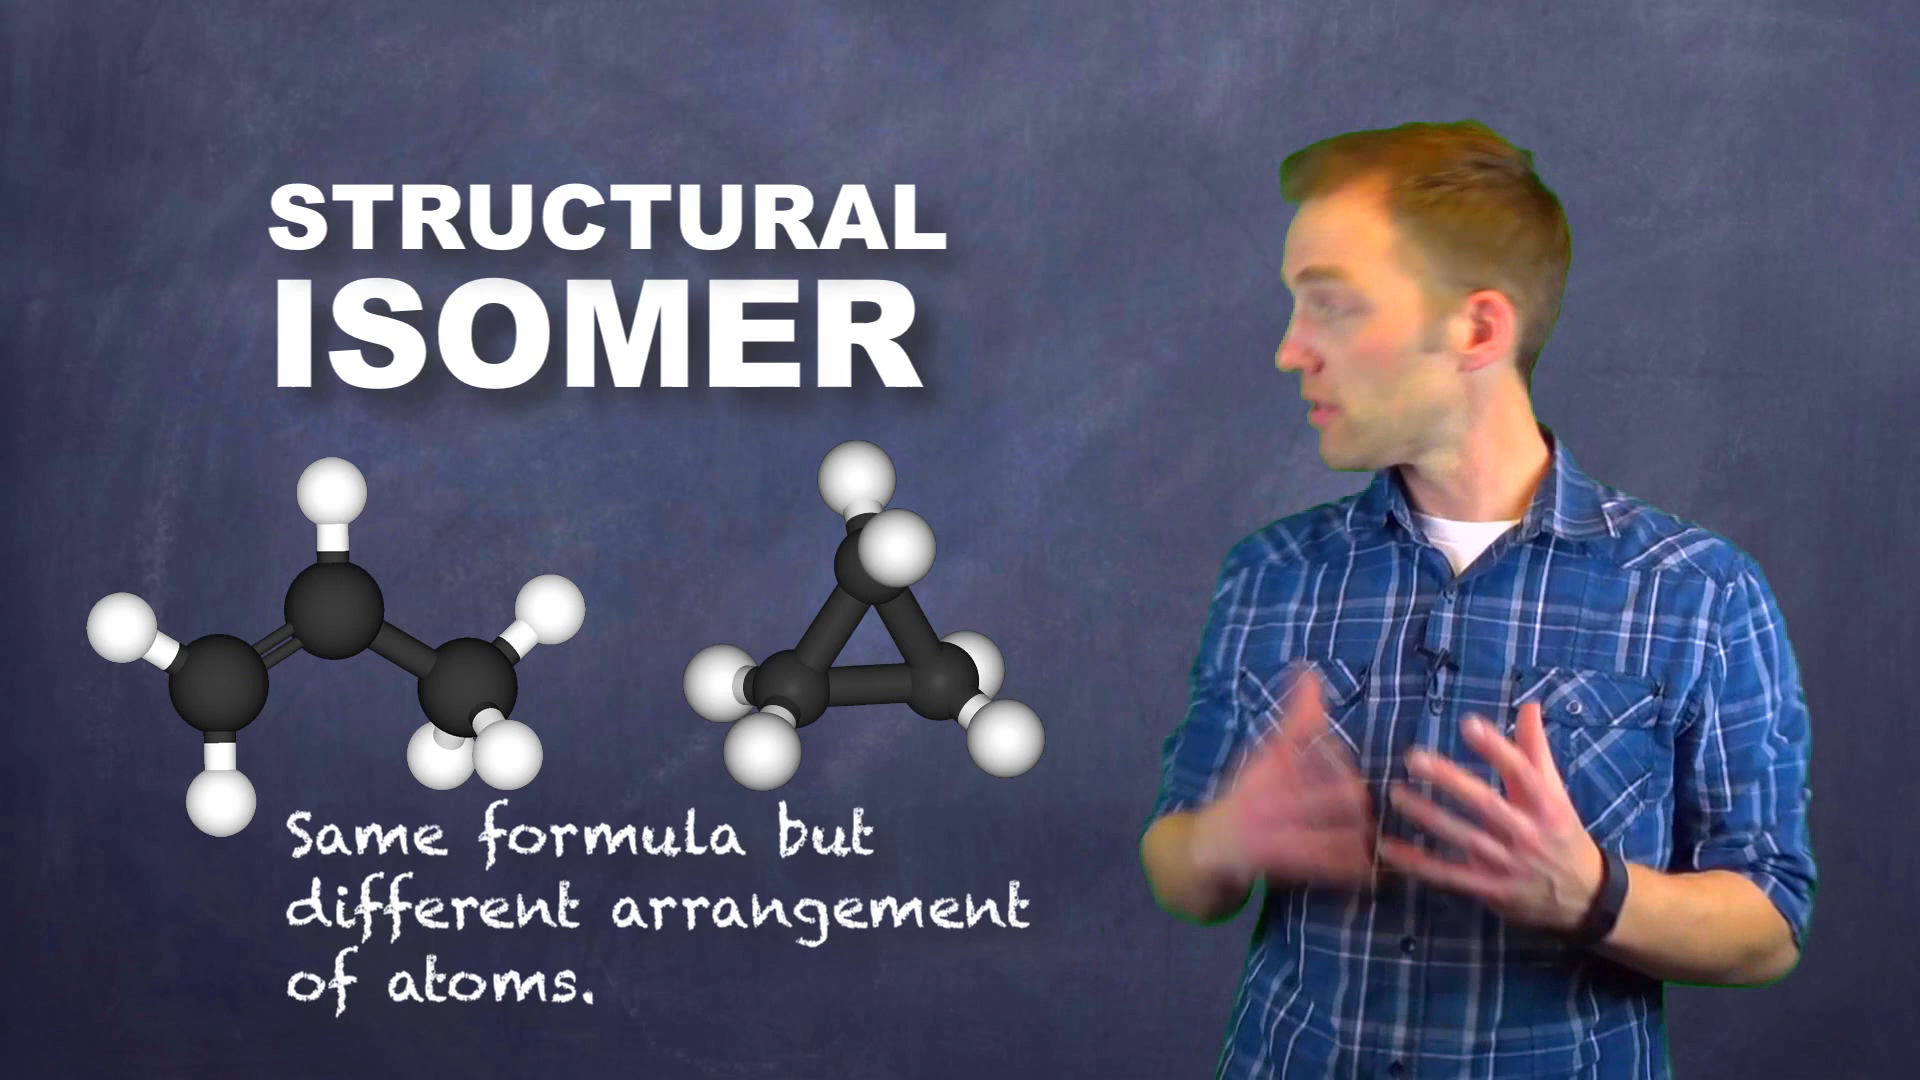 STRUCTURAL
ISOMER
Same formula but
different arrangement
of atoms.